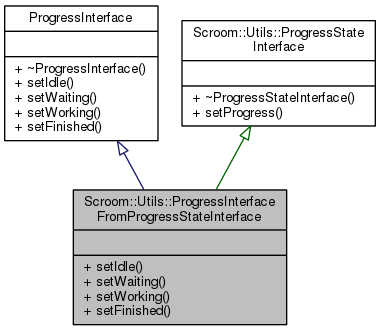 ProgressInterface
+ ~ProgressInterface()
+ setIdle()
+ setWaiting()
+ setWorking()
+ setFinished()
Scroom::Utils::ProgressState
Interface
+ ~ProgressStateInterface()
+ setProgress()
Scroom::Utils::ProgressInterface
FromProgressStateInterface
+ setIdle()
+ setWaiting()
+ setWorking()
+ setFinished()